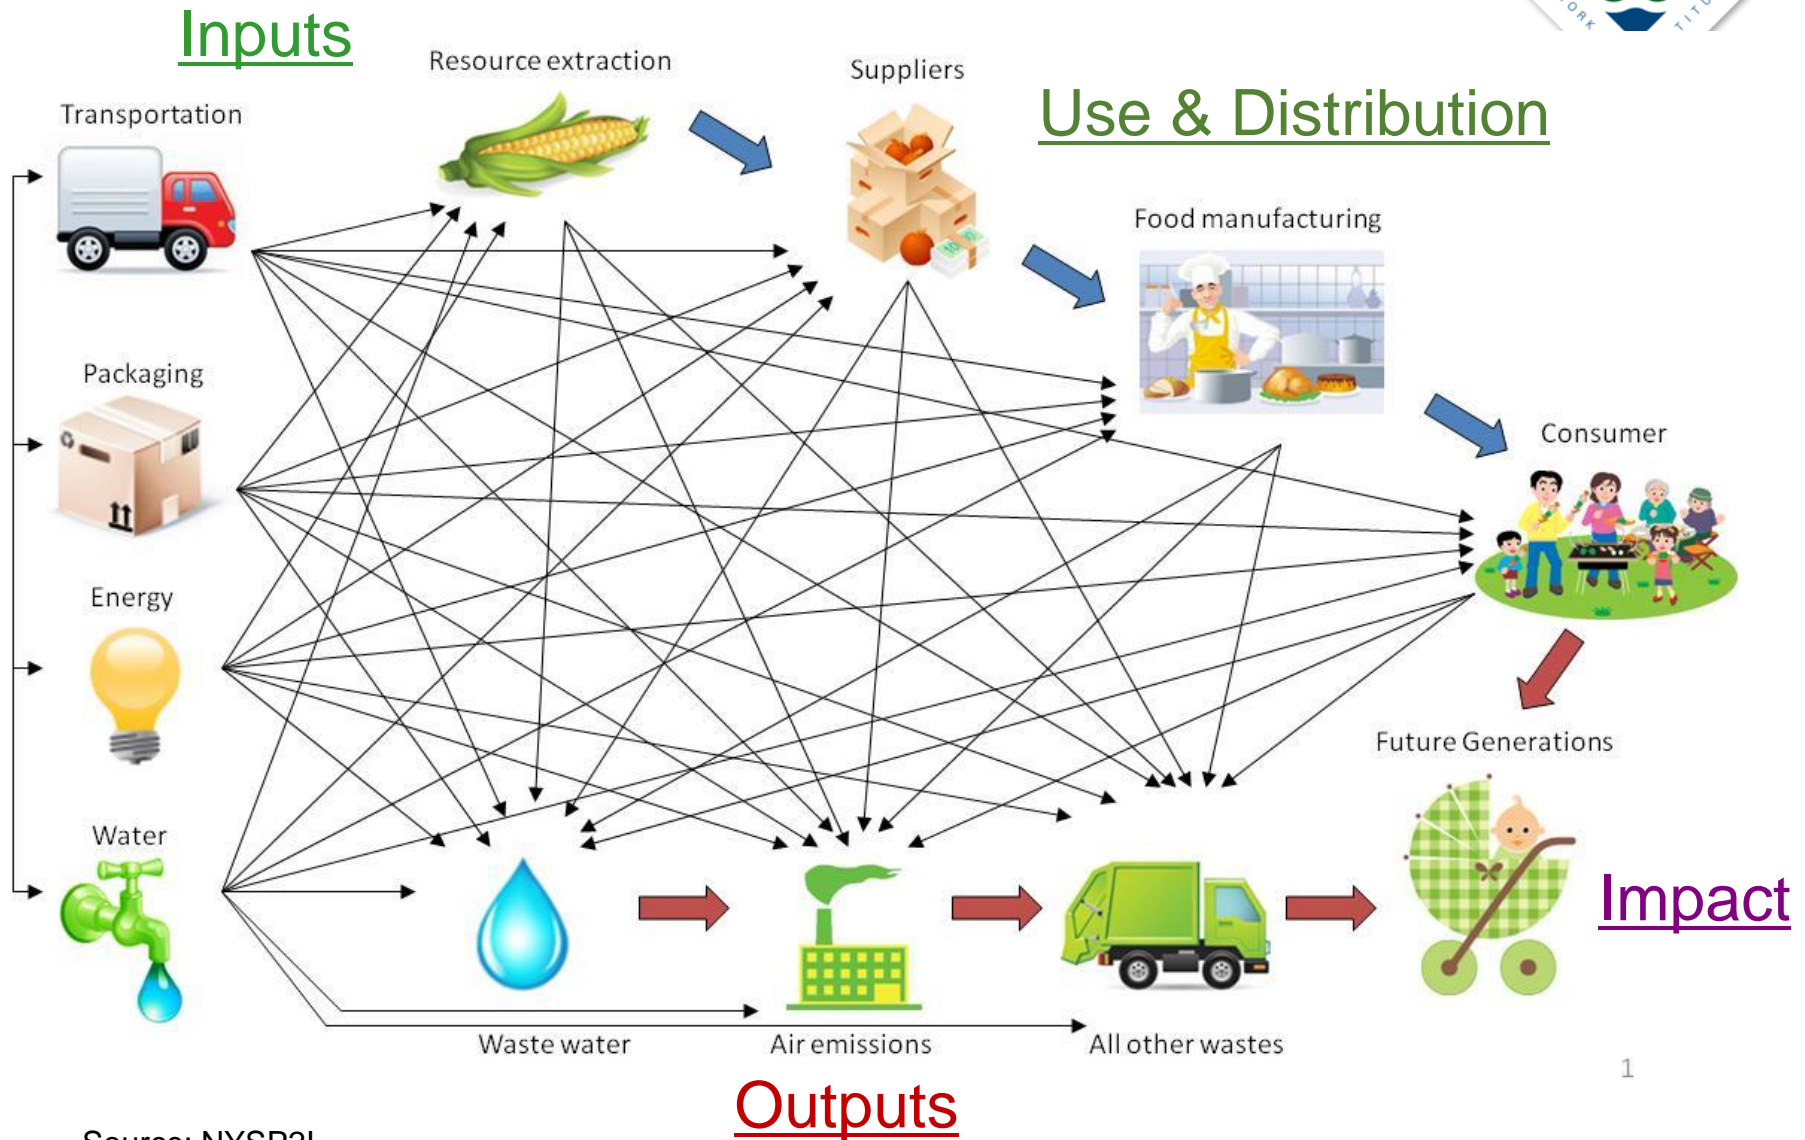 Inputs
Resource extraction
Suppliers
Use & Distribution
Transportation
Food manufacturing
Packaging
Consumer
Energy
Future Generations
Water
Impact
Waste water
Air emissions
All other wastes
1
Outputs